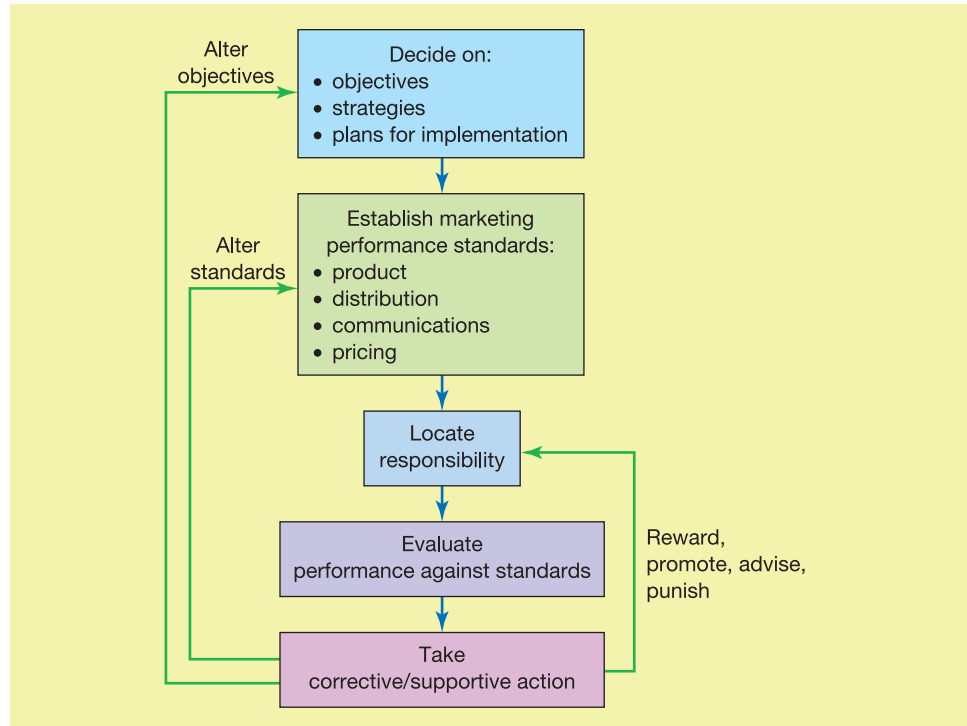 Alter
objectives
Decide on:
• objectives
• strategies
• plans for implementation
Alter
standards
Establish marketing
performance standards:
• product
• distribution
• communications
• pricing
Locate
responsibility
Evaluate
performance against standards
Reward,
promote, advise,
punish
Take
corrective/supportive action